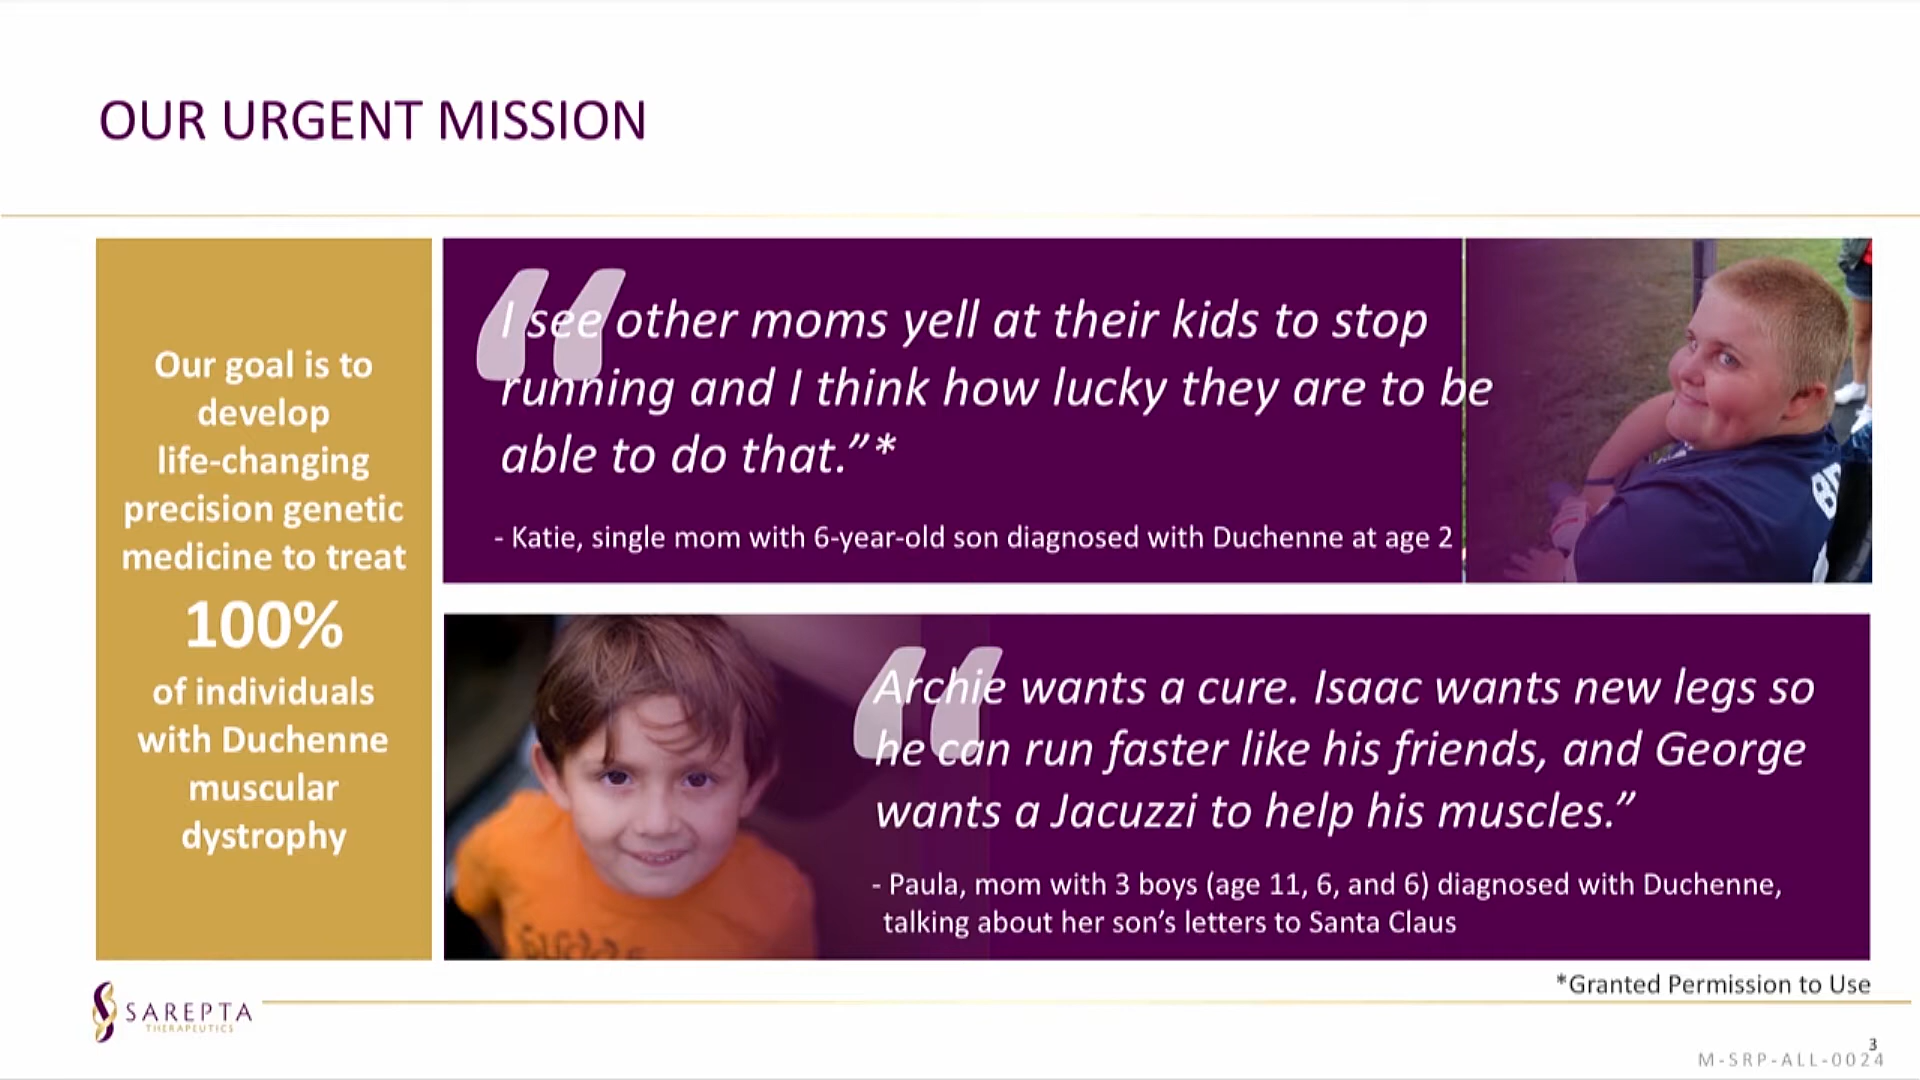 OUR URGENT MISSION
Our goal is to
develop
life-changing
precision genetic
medicine to treat
100%
of individuals
with Duchenne
muscular
dystrophy
“I see other moms yell at their kids to stop
running and I think how lucky they are to be
able to do that.”*
- Katie, single mom with 6-year-old son diagnosed with Duchenne at age 2
“Archie wants a cure. Isaac wants new legs so
he can run faster like his friends, and George
wants a Jacuzzi to help his muscles.”
- Paula, mom with 3 boys (age 11, 6, and 6) diagnosed with Duchenne,
talking about her son’s letters to Santa Claus
*Granted Permission to Use
SAREPTA
THERAPEUTICS
3
M-SRP-ALL-0024